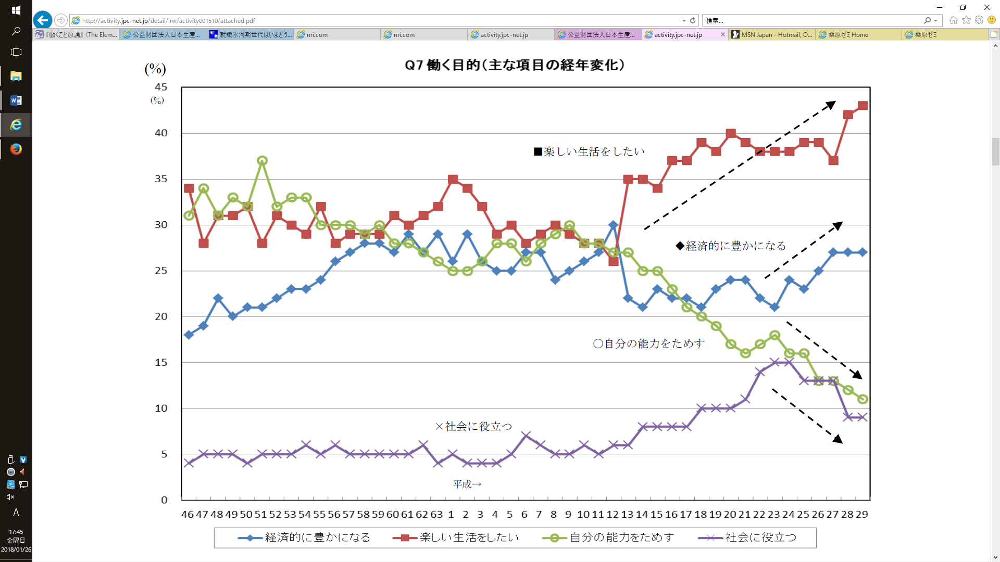 http://activity.jpc-net.jp/detail/lrw/activity001510/attached.pdf
検索...
『働くこと原論』〈The Elem...
公益財団法人日本生産...
就職氷河期世代はいまどう...
nri.com
nri.com
activity.jpc-net.jp
公益財団法人日本生産...
activity.jpc-net.jp
MSN Japan - Hotmail, O...
桑原ゼミ Home
桑原ゼミ
Q7 働く目的（主な項目の経年変化）
(%)
45
(%)
40
35
30
25
20
15
10
5
0
■楽しい生活をしたい
◆経済的に豊かになる
〇自分の能力をためす
×社会に役立つ
平成→
46 47 48 49 50 51 52 53 54 55 56 57 58 59 60 61 62 63 1 2 3 4 5 6 7 8 9 10 11 12 13 14 15 16 17 18 19 20 21 22 23 24 25 26 27 28 29
経済的に豊かになる 楽しい生活をしたい 自分の能力をためす 社会に役立つ
A
17:45
金曜日
2018/01/26